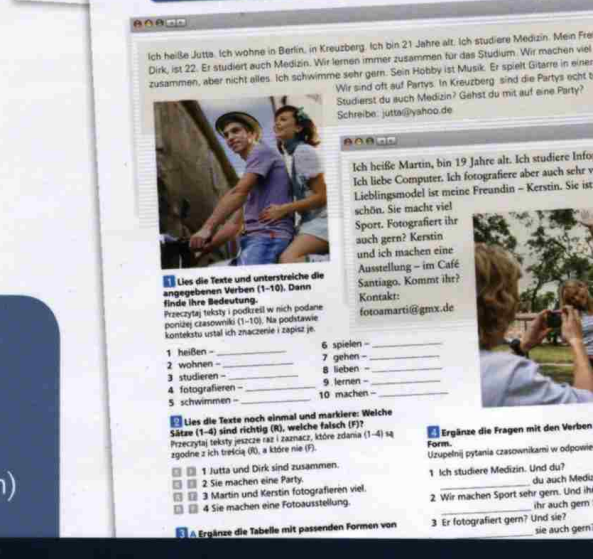 Ich heiße Jutta. Ich wohne in Berlin, in Kreuzberg. Ich bin 21 Jahre alt. Ich studiere Medizin. Mein
Dirk, ist 22. Er studiert auch Medizin. Wir lernen immer zusammen für das Studium. Wir machen viel
zusammen, aber nicht alles. Ich schwimme sehr gern. Sein Hobby ist Musik. Er spielt Gitarre in einer
Wir sind oft auf Partys. In Kreuzberg sind die Partys echt
Studierst du auch Medizin? Gehst du mit auf eine Party?
Schreibe: jutta@yahoo.de
Ich heiße Martin, bin 19 Jahre alt. Ich studiere
Ich liebe Computer. Ich fotografiere aber auch sehr
Lieblingsmodel ist meine Freundin – Kerstin. Sie ist
schön. Sie macht viel
Sport. Fotografiert ihr
auch gern? Kerstin
und ich machen eine
Ausstellung – im Café
Santiago. Kommt ihr?
Kontakt:
fotoamarti@gmx.de
1 Lies die Texte und unterstreiche die
angegebenen Verben (1–10). Dann
finde ihre Bedeutung.
Przeczytaj teksty i podkreśl w nich podane
poniżej czasowniki (1–10). Na podstawie
kontekstu ustal ich znaczenie i zapisz je.
1 heißen –
2 wohnen –
3 studieren –
4 fotografieren –
5 schwimmen –
6 spielen –
7 gehen –
8 lieben –
9 lernen –
10 machen –
2 Lies die Texte noch einmal und markiere: Welche
Sätze (1–4) sind richtig (R), welche falsch (F)?
Przeczytaj teksty jeszcze raz i zaznacz, które zdania (1–4) są
zgodne z ich treścią (R), a które nie (F).
R F 1 Jutta und Dirk sind zusammen.
R F 2 Sie machen eine Party.
R F 3 Martin und Kerstin fotografieren viel.
R F 4 Sie machen eine Fotoausstellung.
3 A Ergänze die Tabelle mit passenden Formen von
4 Ergänze die Fragen mit den Verben
Form.
Uzupełnij pytania czasownikami w
1 Ich studiere Medizin. Und du?
du auch
2 Wir machen Sport sehr gern. Und
ihr auch gern
3 Er fotografiert gern? Und sie?
sie auch gern